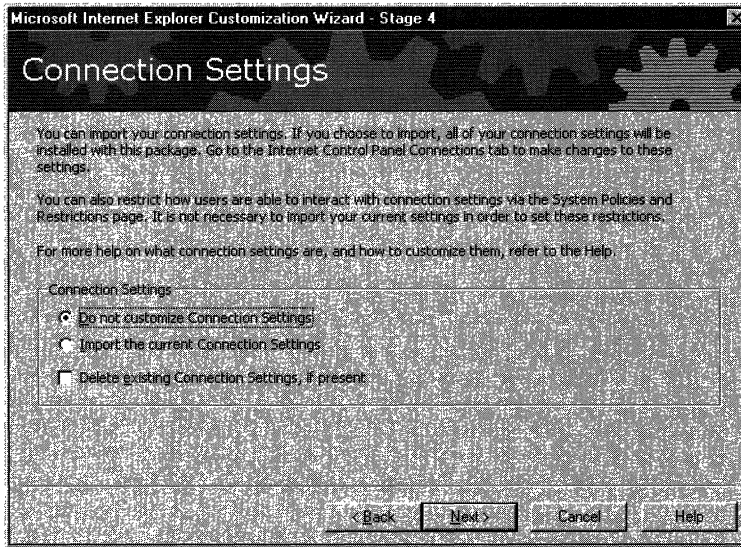 Microsoft Internet Explorer Customization Wizard - Stage 4
Connection Settings
You can import your connection settings. If you choose to import, all of your connection settings will be
installed with this package. Go to the Internet Control Panel Connections tab to make changes to these
settings.
You can also restrict how users are able to interact with connection settings via the System Policies and
Restrictions page. It is not necessary to import your current settings in order to set these restrictions.
For more help on what connection settings are, and how to customize them, refer to the Help.
Connection Settings
Do not customize Connection Settings
Import the current Connection Settings
Delete existing Connection Settings, if present
< Back
Next >
Cancel
Help